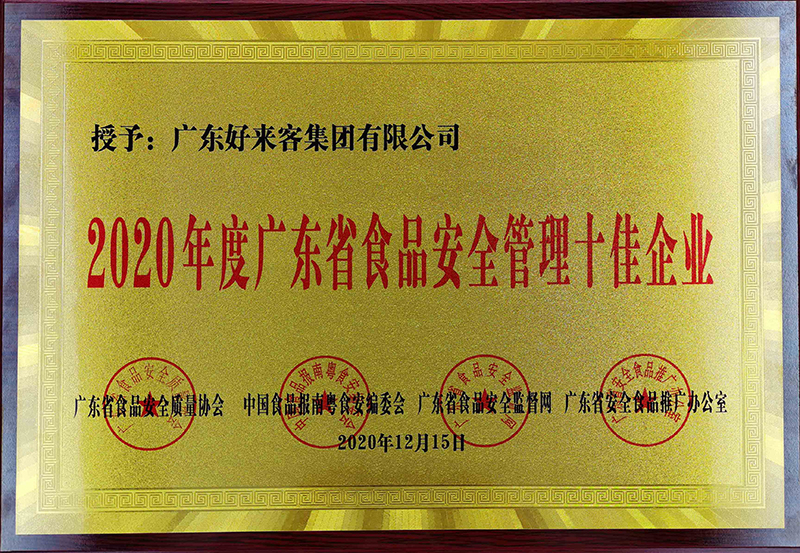 授予：广东好来客集团有限公司
2020年度广东省食品安全管理十佳企业
广东省食品安全质量协会 中国食品报南粤食安编委会 广东省食品安全监督网 广东省安全食品推广办公室
2020年12月15日